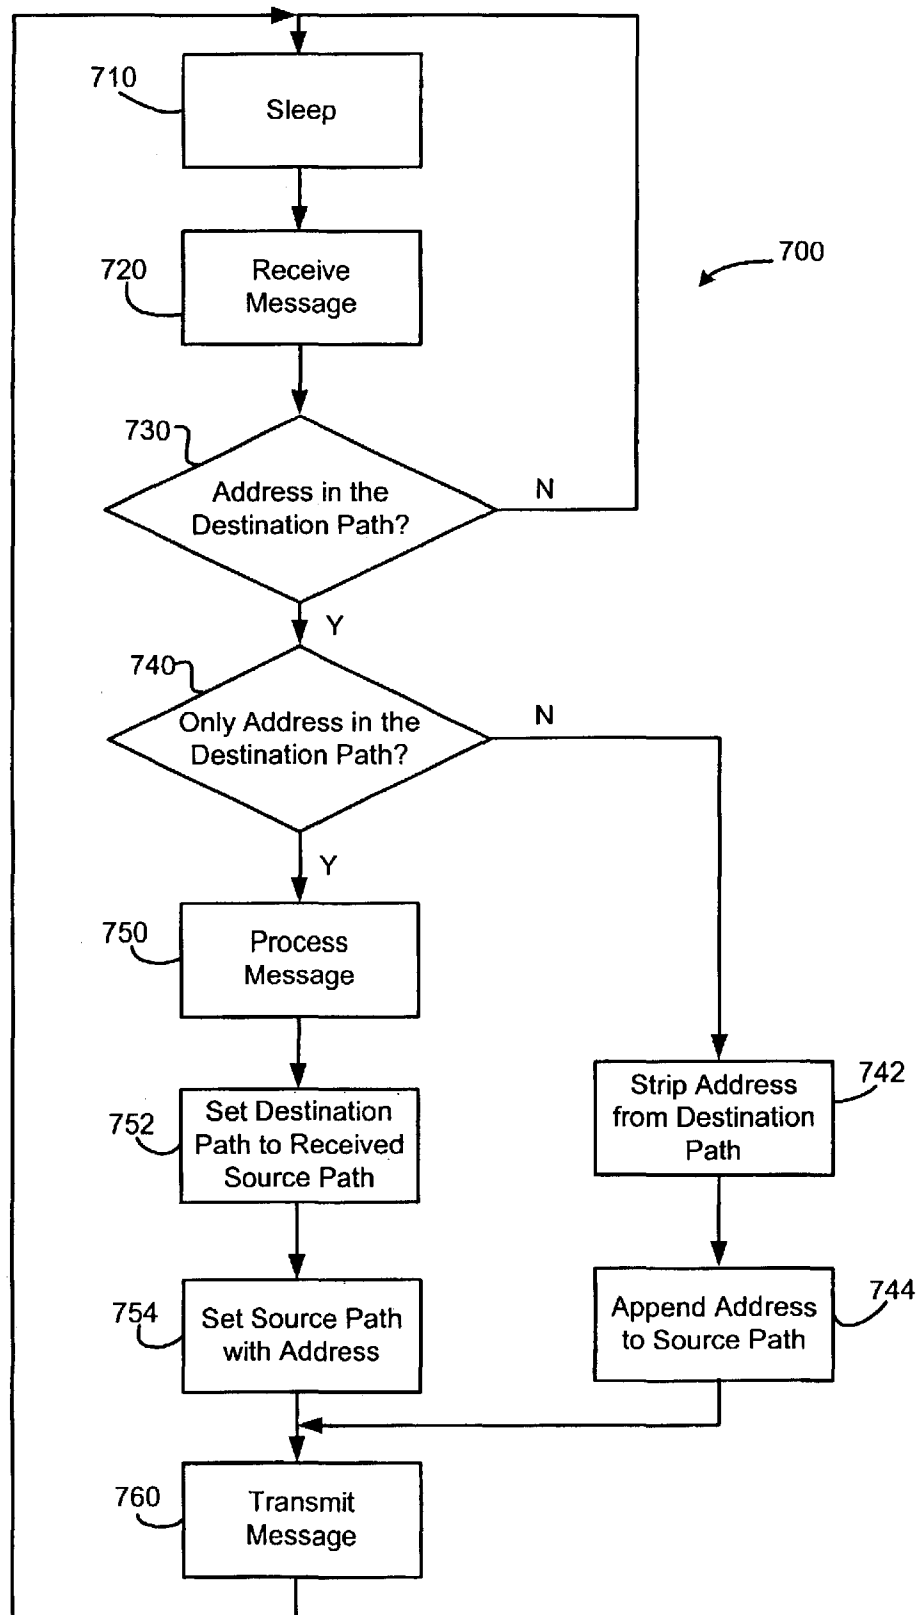 710
Sleep
700
720
Receive
Message
730
Address in the
Destination Path?
N
Y
740
Only Address in the
Destination Path?
N
Y
750
Process
Message
742
Strip Address
from Destination
Path
752
Set Destination
Path to Received
Source Path
744
Append Address
to Source Path
754
Set Source Path
with Address
760
Transmit
Message